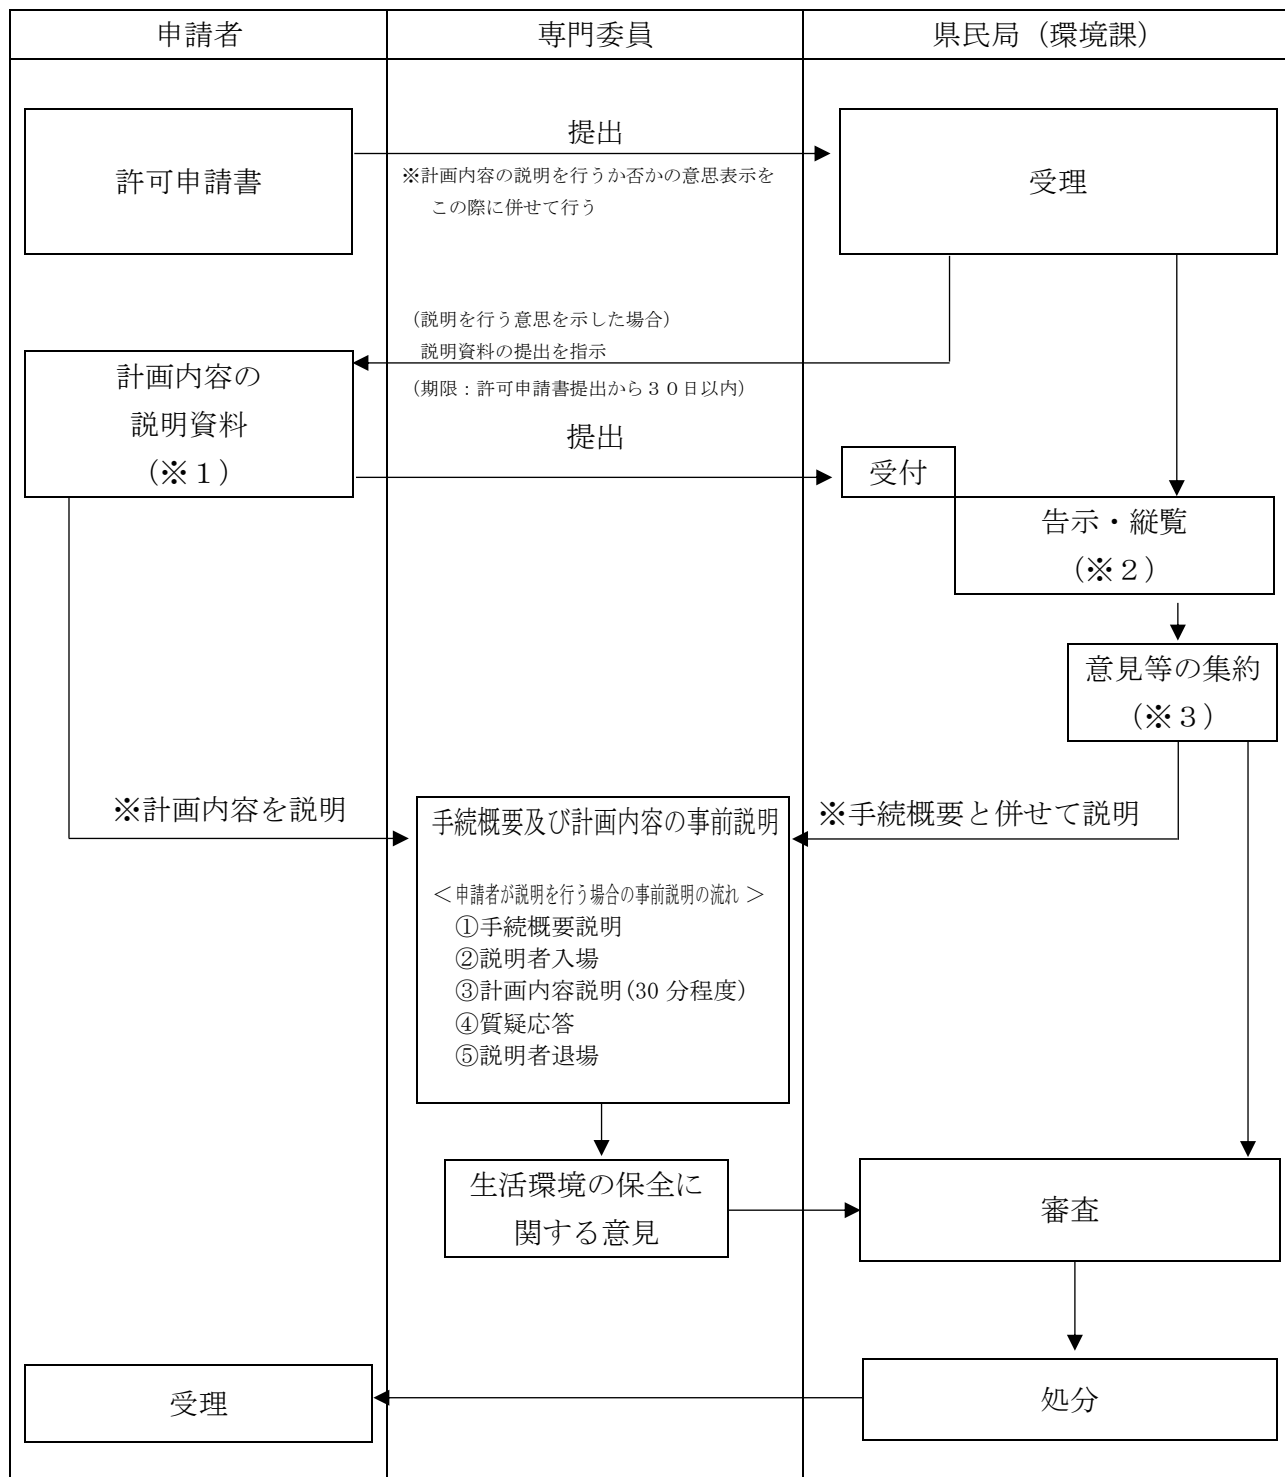 申請者
専門委員
県民局（環境課）
許可申請書
提出
※計画内容の説明を行うか否かの意思表示を
この際に併せて行う
受理
（説明を行う意思を示した場合）
説明資料の提出を指示
（期限：許可申請書提出から３０日以内）
計画内容の
説明資料
（※１）
提出
受付
告示・縦覧
（※２）
意見等の集約
（※３）
※計画内容を説明
手続概要及び計画内容の事前説明
※手続概要と併せて説明
＜申請者が説明を行う場合の事前説明の流れ＞
①手続概要説明
②説明者入場
③計画内容説明(30 分程度)
④質疑応答
⑤説明者退場
生活環境の保全に
関する意見
審査
受理
処分